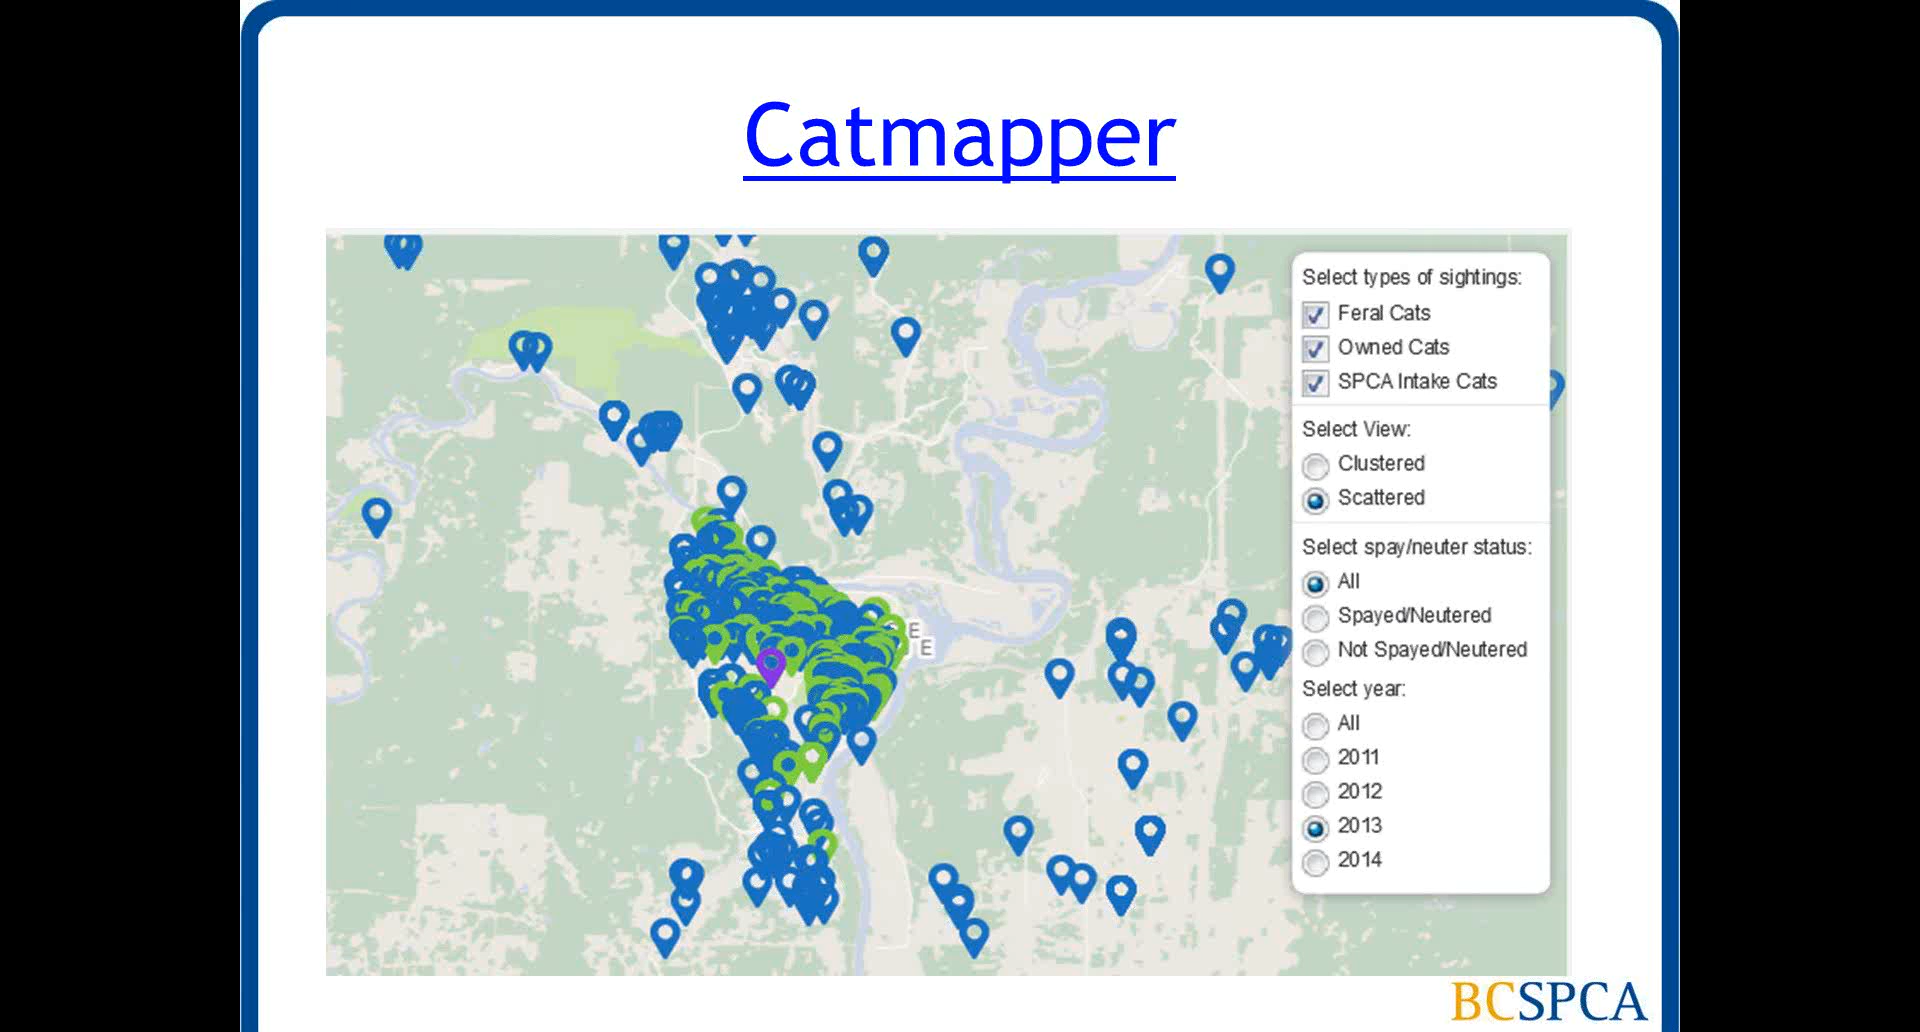 Catmapper
Select types of sightings:
Feral Cats
Owned Cats
SPCA Intake Cats
Select View:
Clustered
Scattered
Select spay/neuter status:
All
Spayed/Neutered
Not Spayed/Neutered
Select year:
All
2011
2012
2013
2014
E
E
BCSPCA